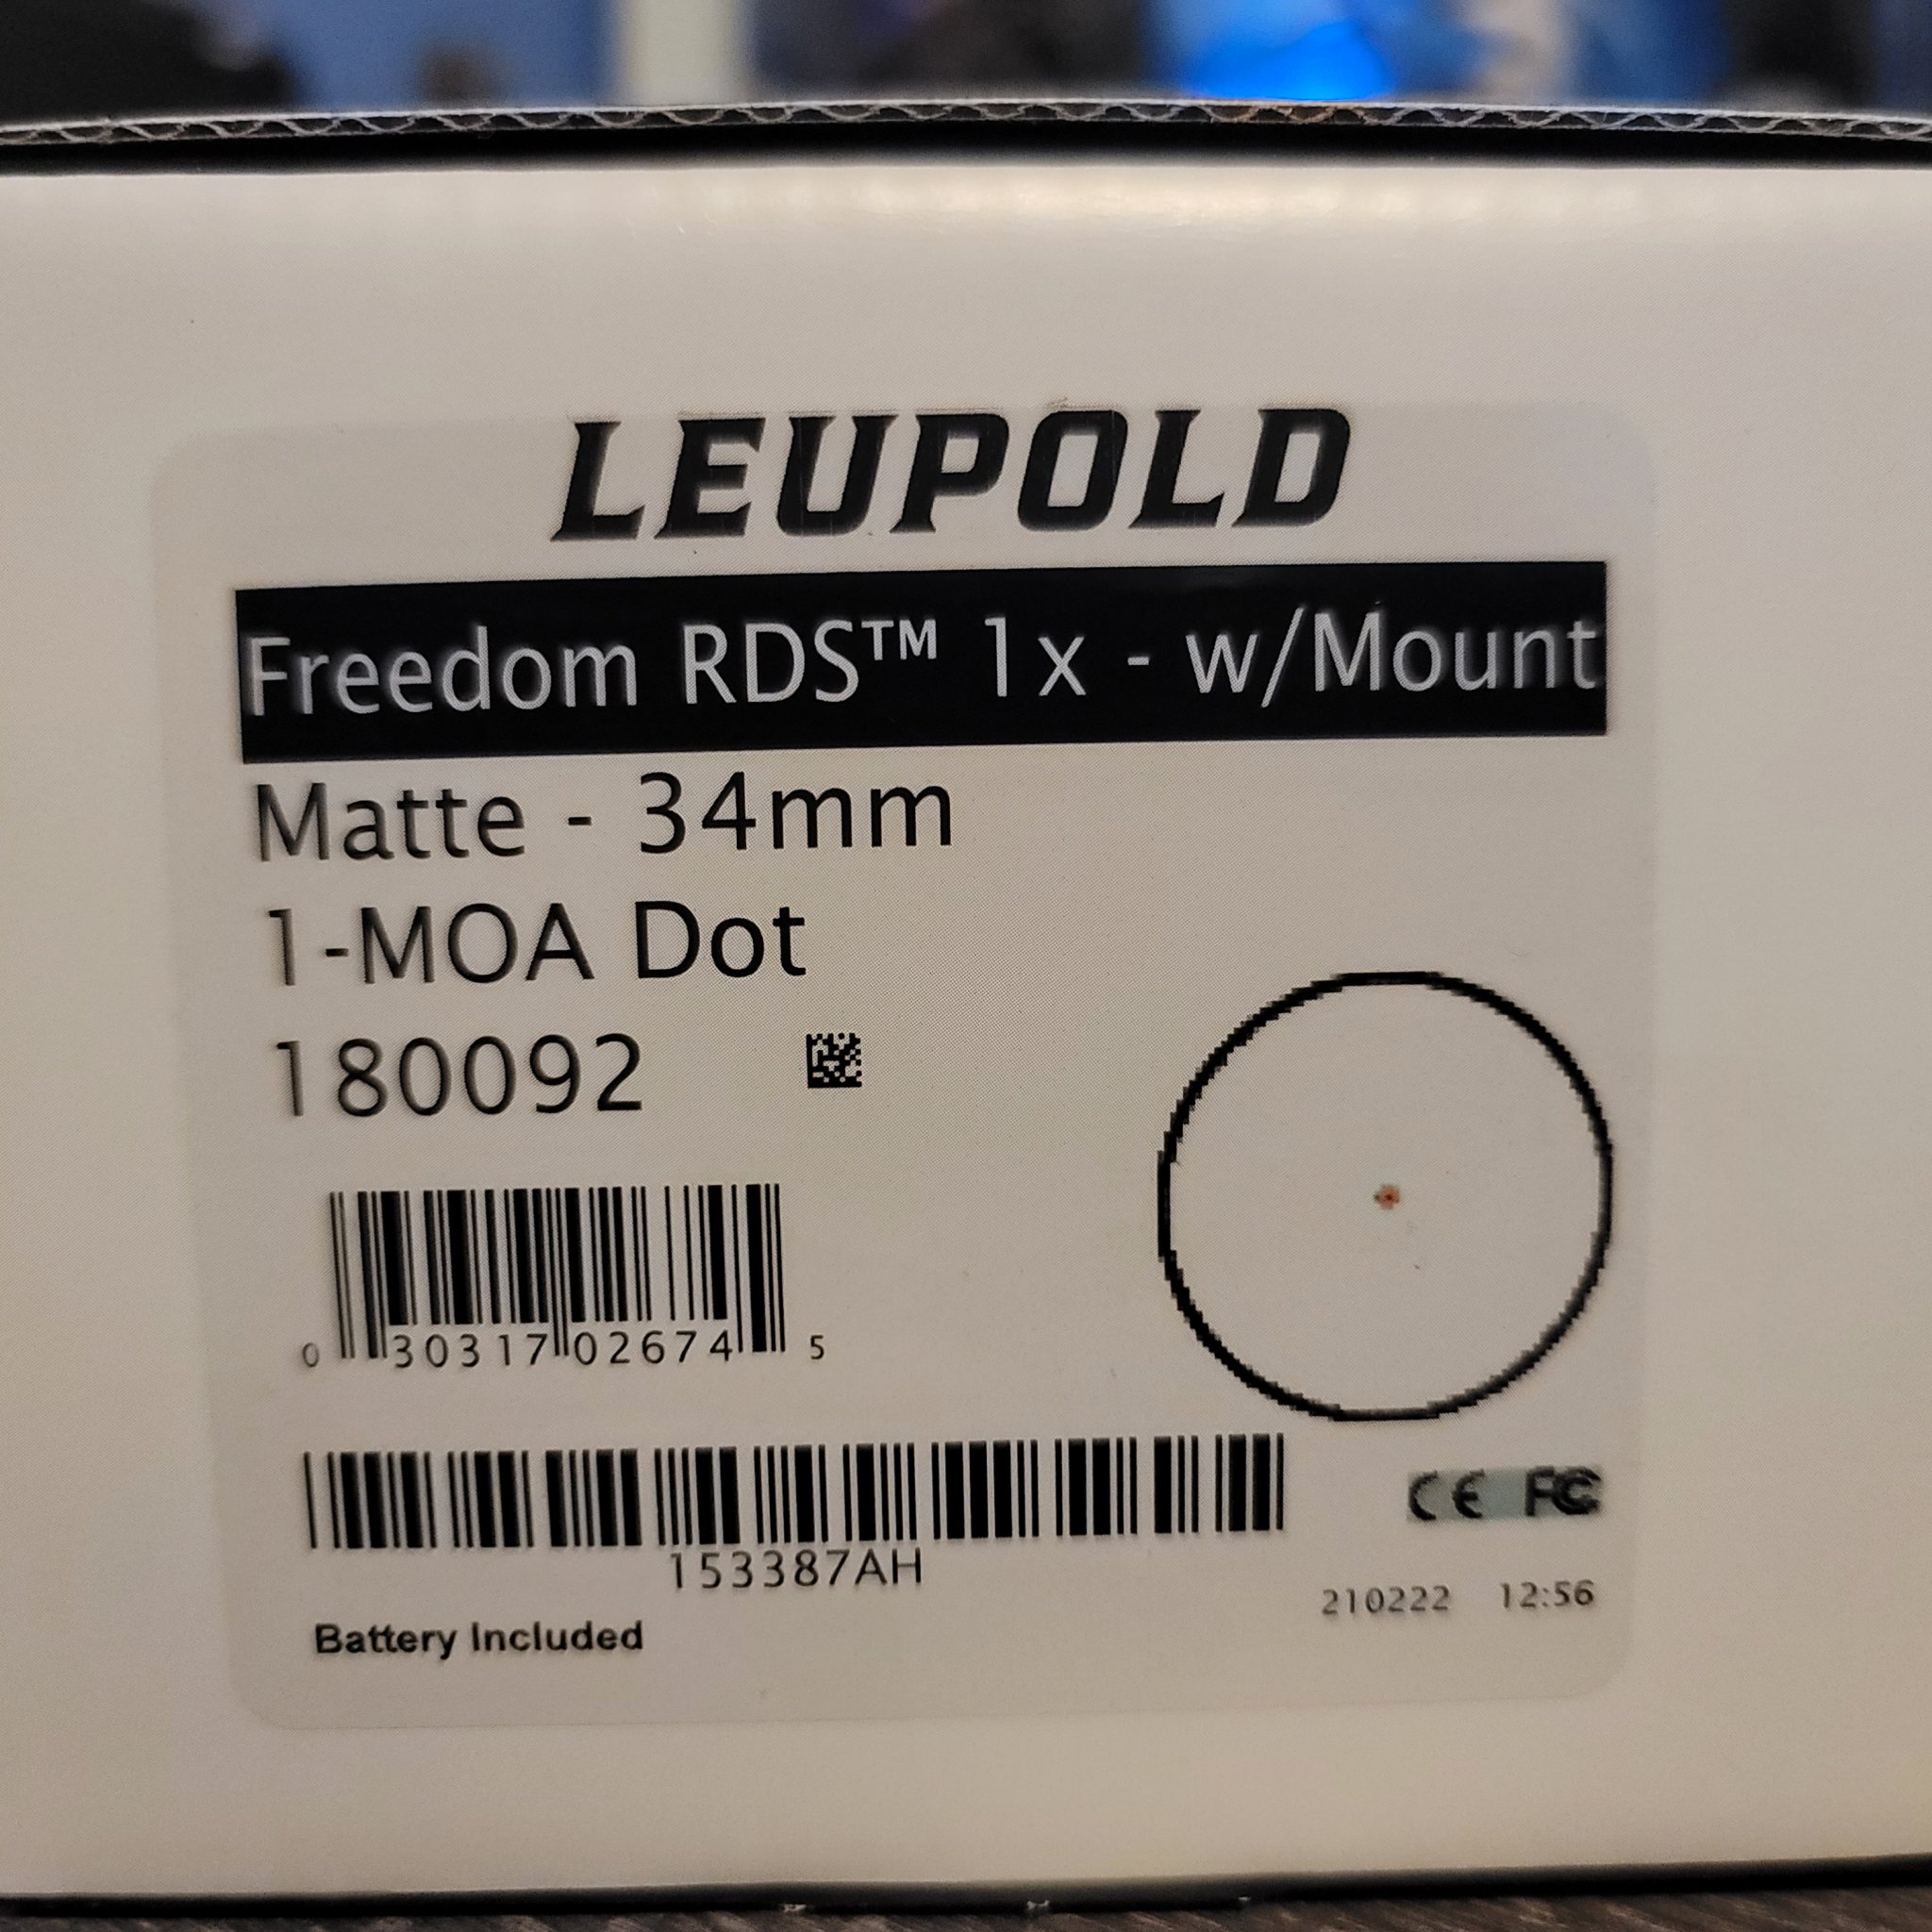 LEUPOLD
Freedom RDS™ 1x - w/Mount
Matte - 34mm
1-MOA Dot
180092
0 30317 02674 5
153387AH
CE FC
210222 12:56
Battery Included